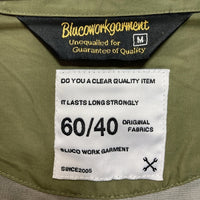 Blucoworkgarment
Unequalled for
Guarantee of Quality
M
DO YOU A CLEAR QUALITY ITEM
IT LASTS LONG STRONGLY
60/40 ORIGINAL
FABRICS
BLUCO WORK GARMENT
SINCE2005